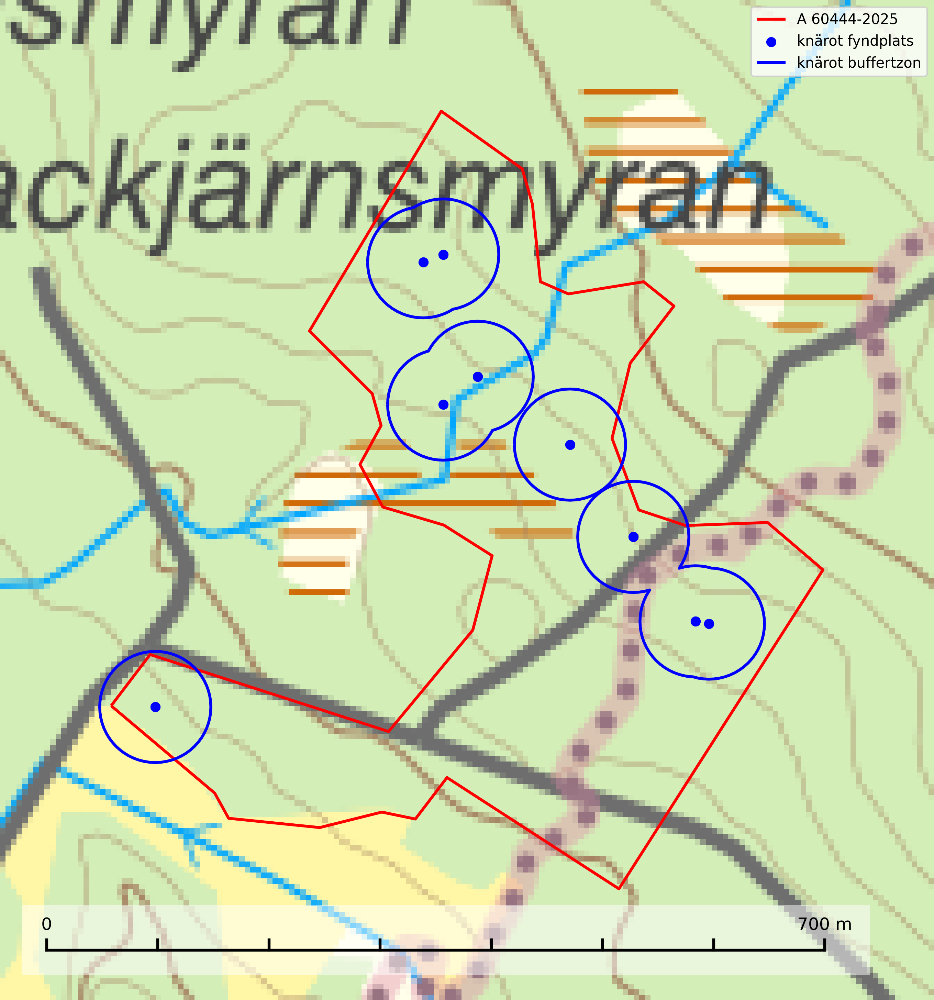 smyran
ackjärnsmyran
A 60444-2025
knärot fyndplats
knärot buffertzon
0
700 m